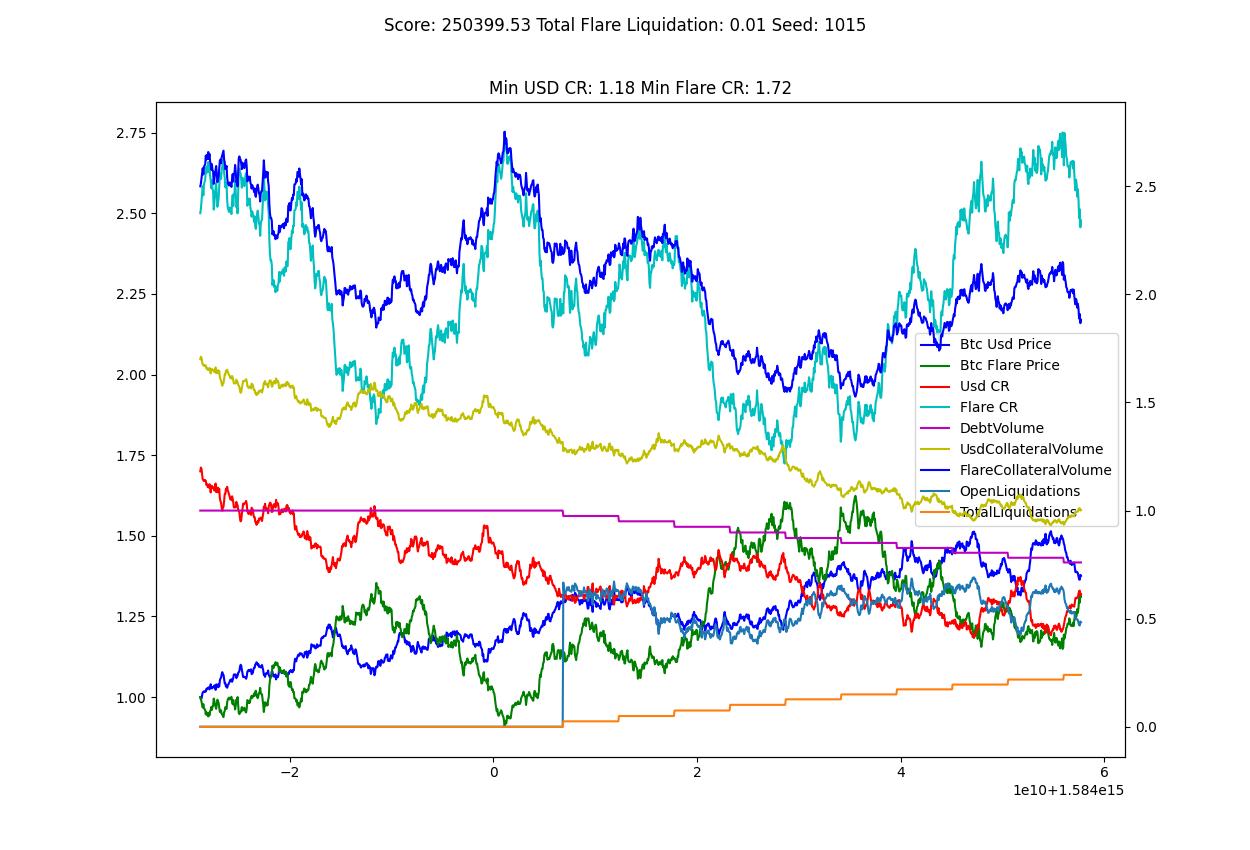 Score: 250399.53 Total Flare Liquidation: 0.01 Seed: 1015
Min USD CR: 1.18 Min Flare CR: 1.72
2.75
2.50
2.25
2.00
1.75
1.50
1.25
1.00
2.5
2.0
1.5
1.0
0.5
0.0
Btc Usd Price
Btc Flare Price
Usd CR
Flare CR
DebtVolume
UsdCollateralVolume
FlareCollateralVolume
OpenLiquidations
TotalLiquidations
−2 0 2 4 6
1e10+1.584e15